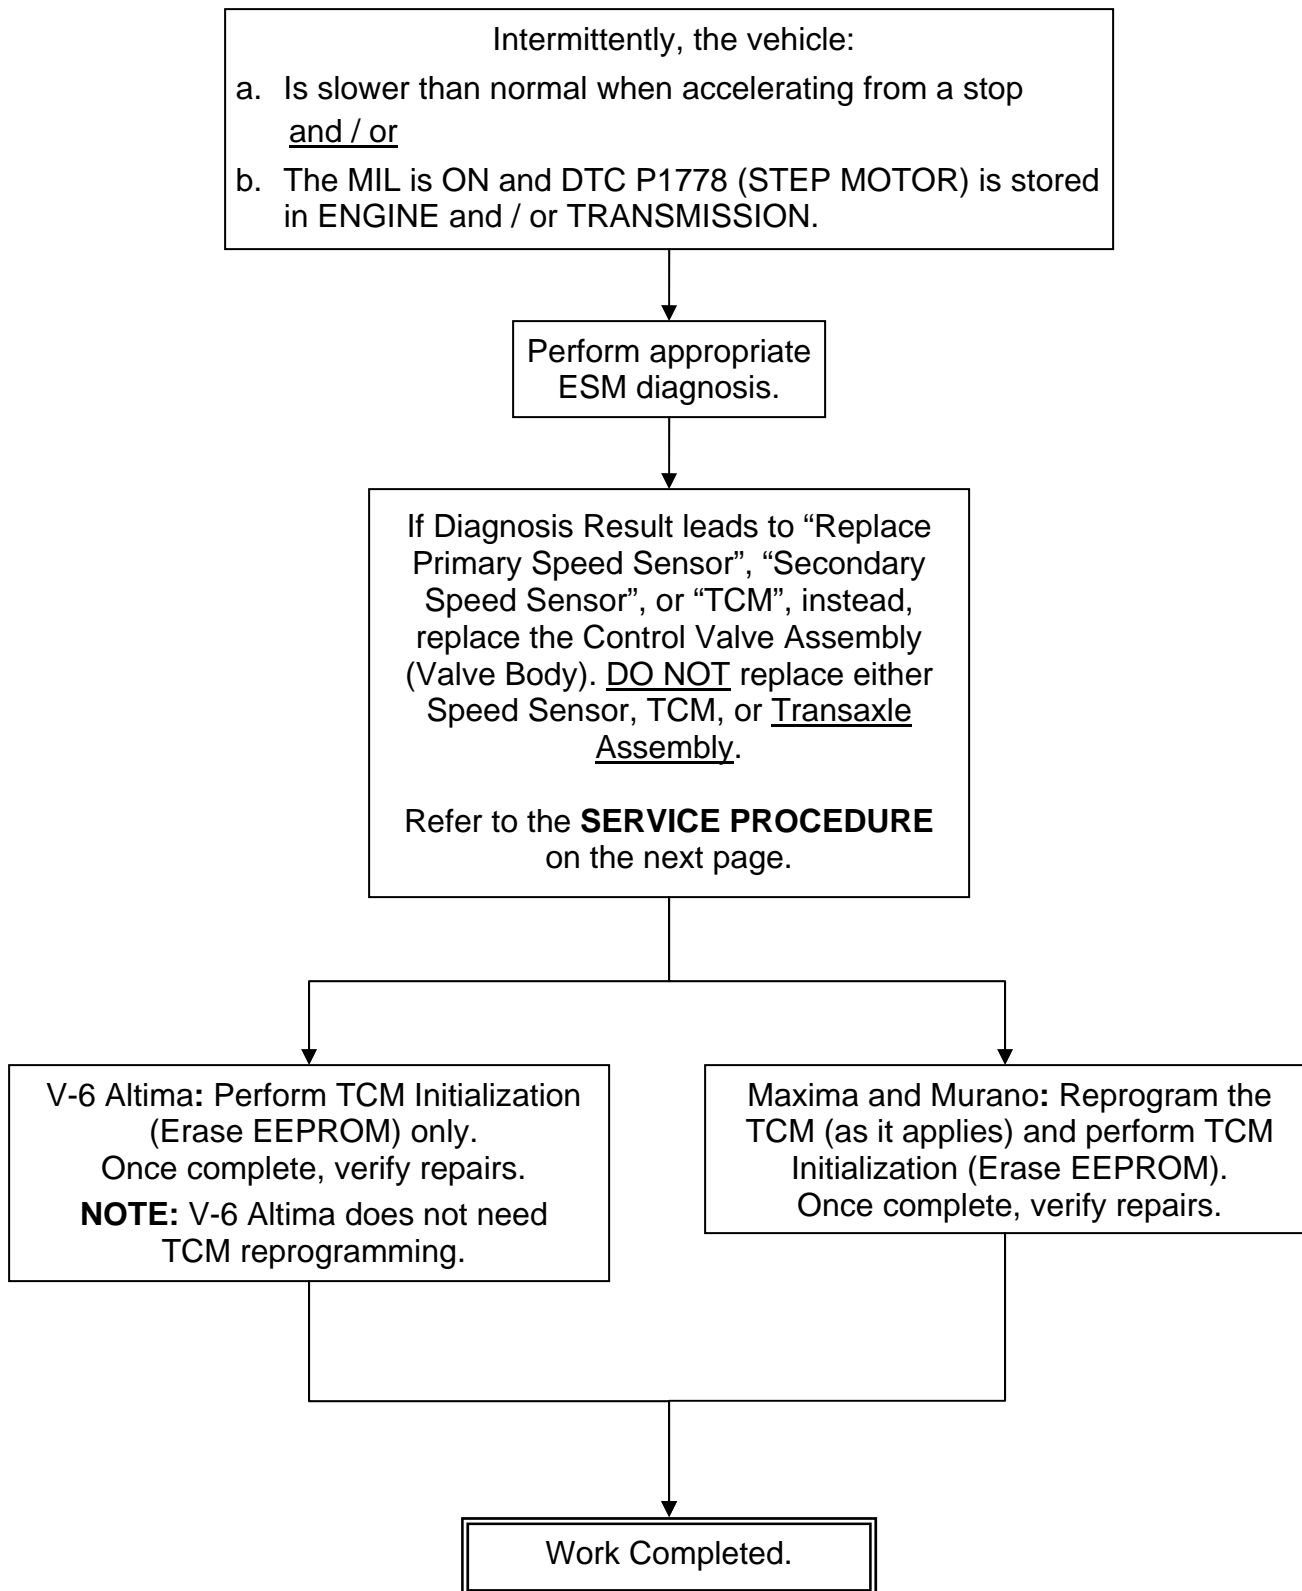 Intermittently, the vehicle:
a. Is slower than normal when accelerating from a stop
and / or
b. The MIL is ON and DTC P1778 (STEP MOTOR) is stored
in ENGINE and / or TRANSMISSION.
Perform appropriate
ESM diagnosis.
If Diagnosis Result leads to “Replace
Primary Speed Sensor”, “Secondary
Speed Sensor”, or “TCM”, instead,
replace the Control Valve Assembly
(Valve Body). DO NOT replace either
Speed Sensor, TCM, or Transaxle
Assembly.
Refer to the SERVICE PROCEDURE
on the next page.
V-6 Altima: Perform TCM Initialization
(Erase EEPROM) only.
Once complete, verify repairs.
NOTE: V-6 Altima does not need
TCM reprogramming.
Maxima and Murano: Reprogram the
TCM (as it applies) and perform TCM
Initialization (Erase EEPROM).
Once complete, verify repairs.
Work Completed.